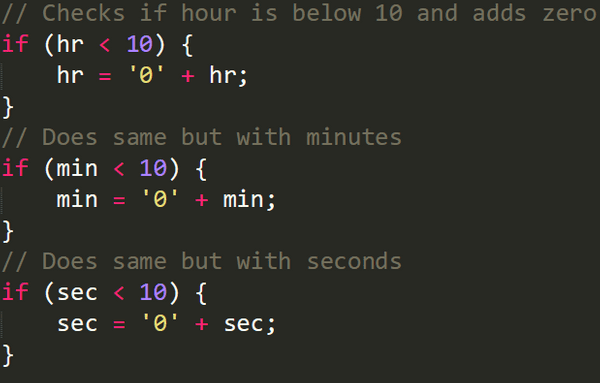 // Checks if hour is below 10 and adds zero
if (hr < 10) {
    hr = '0' + hr;
}
// Does same but with minutes
if (min < 10) {
    min = '0' + min;
}
// Does same but with seconds
if (sec < 10) {
    sec = '0' + sec;
}